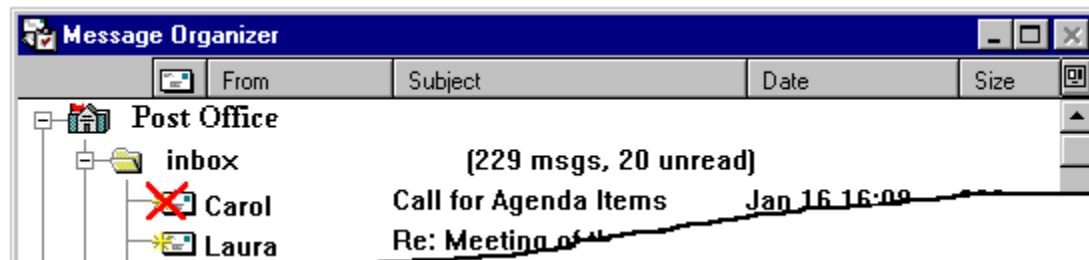 Message Organizer
From Subject Date Size
Post Office
inbox (229 msgs, 20 unread)
Carol Call for Agenda Items Jan 16 16:09
Laura Re: Meeting of